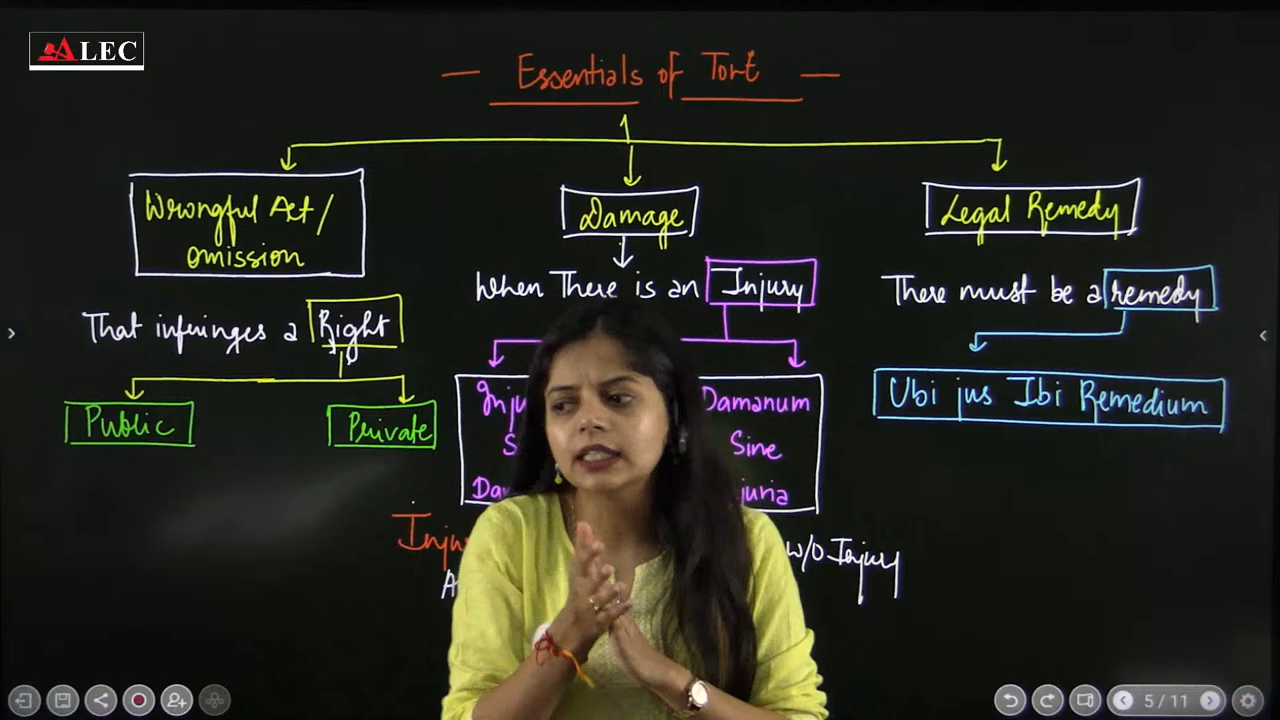 ALEC
Essentials of Tort
Wrongful Act/
omission
Damage
Legal Remedy
When There is an Injury
There must be a remedy
That infringes a Right
Public
Private
Damanum
Sine
Ubi jus Ibi Remedium
w/o Injury
5/11